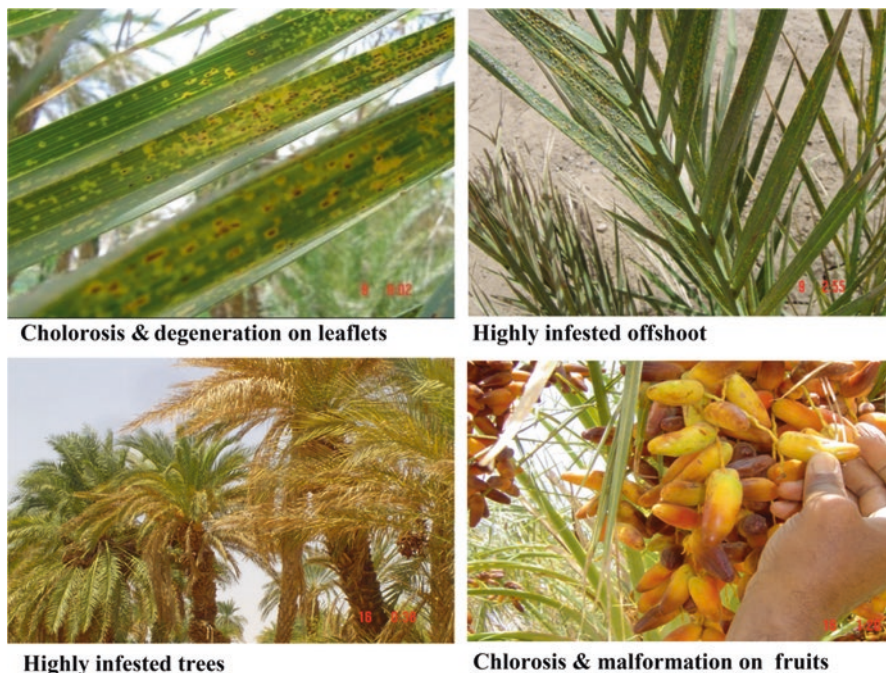 Cholorosis & degeneration on leaflets
Highly infested offshoot
Highly infested trees
Chlorosis & malformation on fruits